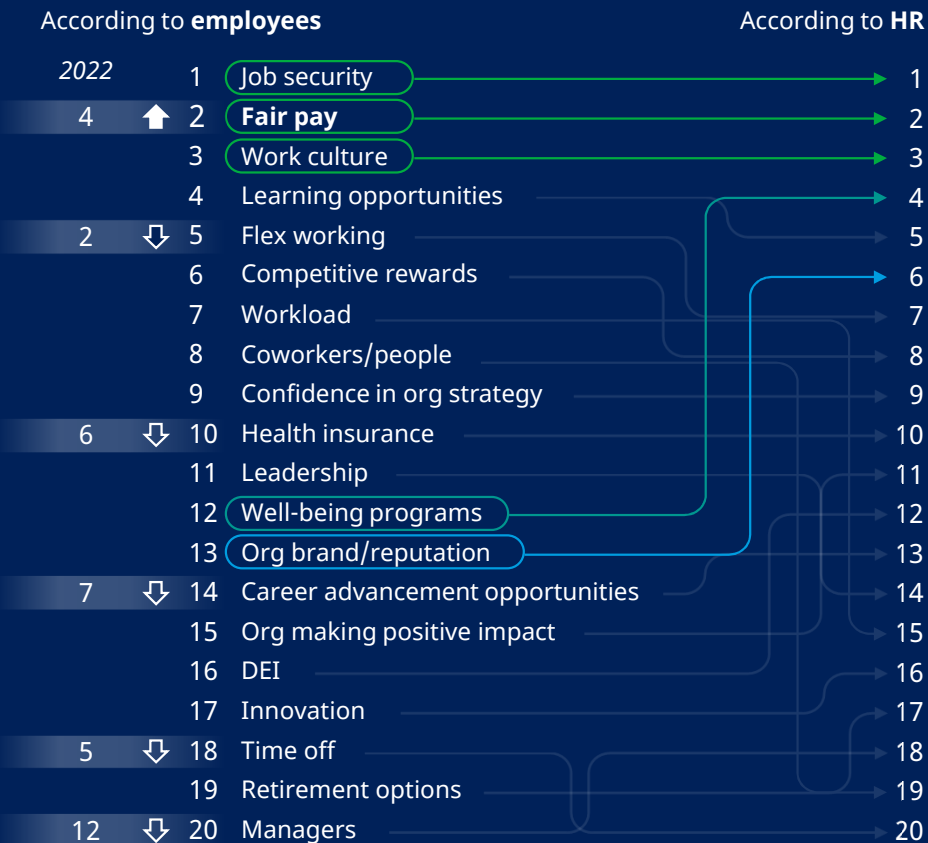 According to employees According to HR
2022 1 Job security 1
4 2 Fair pay 2
3 Work culture 3
4 Learning opportunities 4
2 5 Flex working 5
6 Competitive rewards 6
7 Workload 7
8 Coworkers/people 8
9 Confidence in org strategy 9
6 10 Health insurance 10
11 Leadership 11
12 Well-being programs 12
13 Org brand/reputation 13
7 14 Career advancement opportunities 14
15 Org making positive impact 15
16 DEI 16
17 Innovation 17
5 18 Time off 18
19 Retirement options 19
12 20 Managers 20